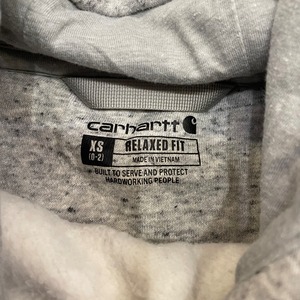 carhartt
XS RELAXED FIT
(0-2) MADE IN VIETNAM
BUILT TO SERVE AND PROTECT
HARDWORKING PEOPLE